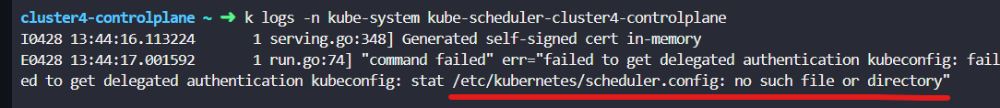 cluster4-controlplane ~ ➜ k logs -n kube-system kube-scheduler-cluster4-controlplane
I0428 13:44:16.113224       1 serving.go:348] Generated self-signed cert in-memory
E0428 13:44:17.001592       1 run.go:74] "command failed" err="failed to get delegated authentication kubeconfig: fail
ed to get delegated authentication kubeconfig: stat /etc/kubernetes/scheduler.config: no such file or directory"